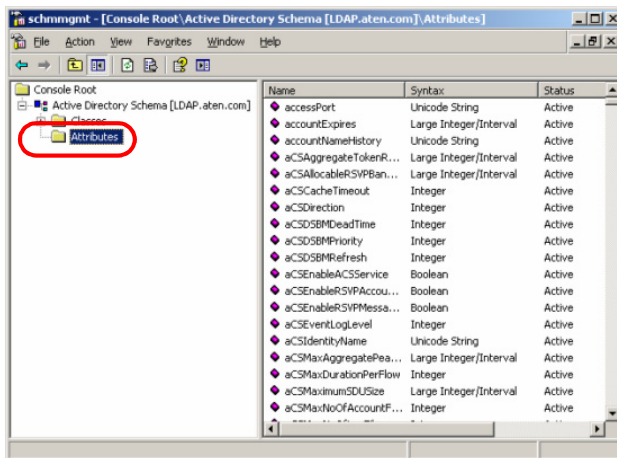 schmmgmt - [Console Root\Active Directory Schema [LDAP.aten.com]\Attributes]
File Action View Favorites Window Help
Console Root
Active Directory Schema [LDAP.aten.com]
Classes
Attributes
Name Syntax Status
accessPort Unicode String Active
accountExpires Large Integer/Interval Active
accountNameHistory Unicode String Active
aCSAggregateTokenR... Large Integer/Interval Active
aCSAllocableRSVPBan... Large Integer/Interval Active
aCSCacheTimeout Integer Active
aCSDirection Integer Active
aCSDSBMDeadTime Integer Active
aCSDSBMPriority Integer Active
aCSDSBMRefresh Integer Active
aCSEnableACSService Boolean Active
aCSEnableRSVPAccou... Boolean Active
aCSEnableRSVPMessa... Boolean Active
aCSEventLogLevel Integer Active
aCSIdentityName Unicode String Active
aCSMaxAggregatePea... Large Integer/Interval Active
aCSMaxDurationPerFlow Integer Active
aCSMaximumSDUSize Large Integer/Interval Active
aCSMaxNoOfAccountF... Integer Active